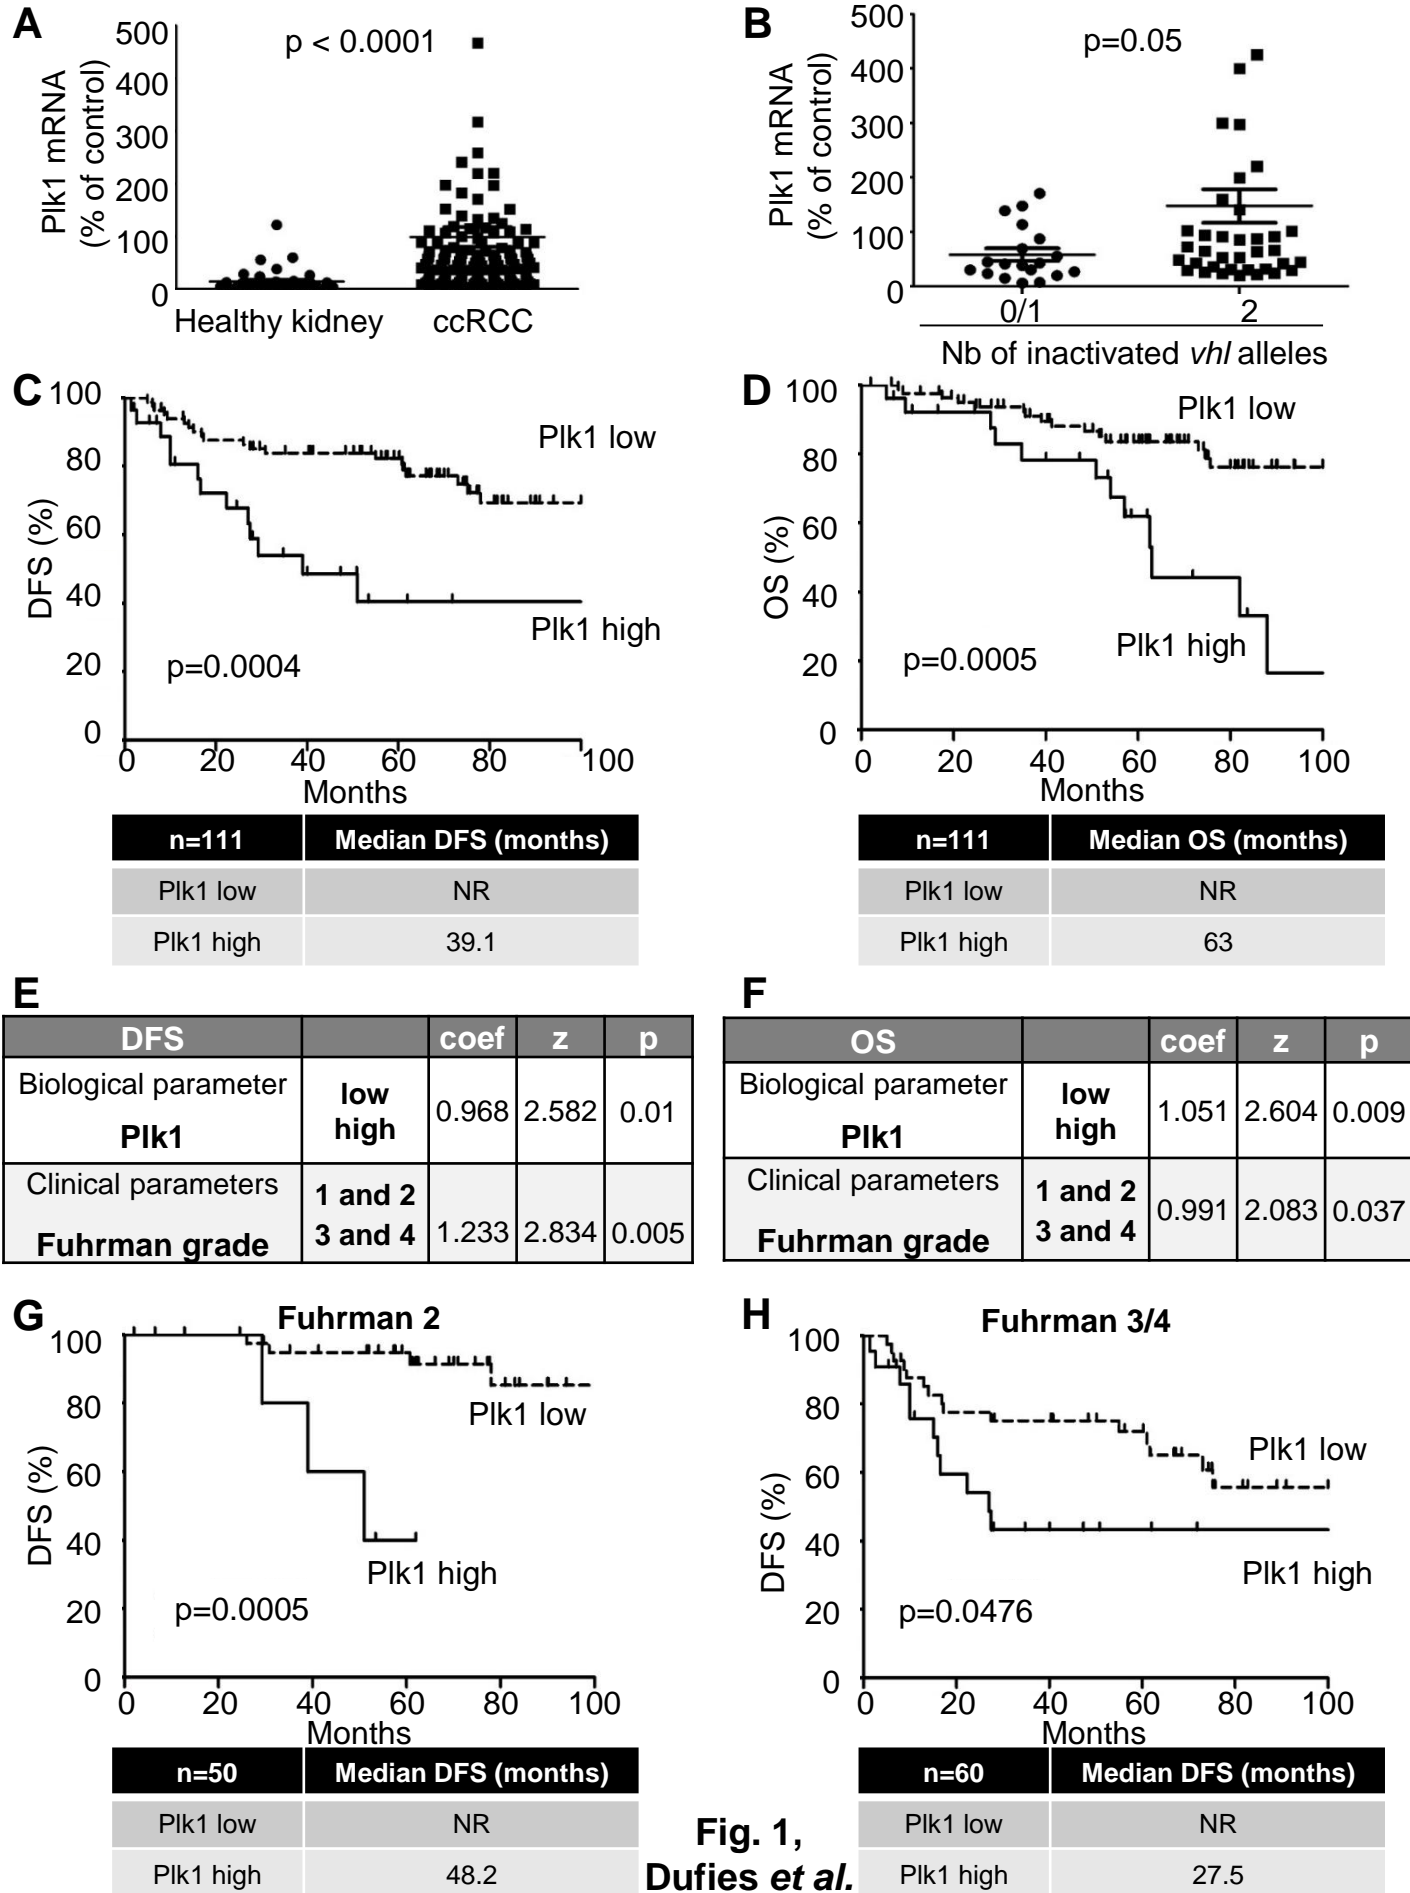 A
Plk1 mRNA
(% of control)
500
400
300
200
100
0
p < 0.0001
Healthy kidney
ccRCC
B
Plk1 mRNA
(% of control)
500
400
300
200
100
0
p=0.05
0/1
2
Nb of inactivated vhl alleles
C
DFS (%)
100
80
60
40
20
0
Plk1 low
Plk1 high
p=0.0004
0 20 40 60 80 100
Months
n=111 Median DFS (months)
Plk1 low NR
Plk1 high 39.1
D
OS (%)
100
80
60
40
20
0
Plk1 low
Plk1 high
p=0.0005
0 20 40 60 80 100
Months
n=111 Median OS (months)
Plk1 low NR
Plk1 high 63
E
DFS coef z p
Biological parameter
Plk1
low
high
0.968 2.582 0.01
Clinical parameters
Fuhrman grade
1 and 2
3 and 4
1.233 2.834 0.005
F
OS coef z p
Biological parameter
Plk1
low
high
1.051 2.604 0.009
Clinical parameters
Fuhrman grade
1 and 2
3 and 4
0.991 2.083 0.037
G
Fuhrman 2
DFS (%)
100
80
60
40
20
0
Plk1 low
Plk1 high
p=0.0005
0 20 40 60 80 100
Months
n=50 Median DFS (months)
Plk1 low NR
Plk1 high 48.2
H
Fuhrman 3/4
DFS (%)
100
80
60
40
20
0
Plk1 low
Plk1 high
p=0.0476
0 20 40 60 80 100
Months
n=60 Median DFS (months)
Plk1 low NR
Plk1 high 27.5
Fig. 1,
Dufies et al.